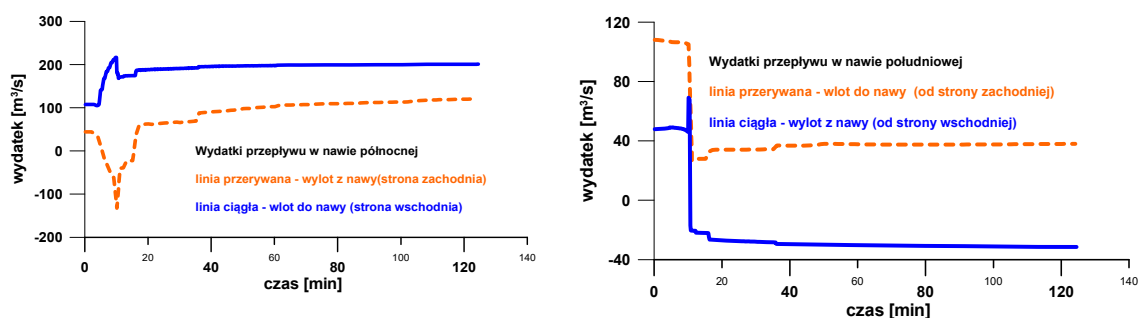 300
200
100
0
-100
-200
wydatek [m³/s]
Wydatki przepływu w nawie północnej
linia przerywana - wylot z nawy(strona zachodnia)
linia ciągła - wlot do nawy (strona wschodnia)
0 20 40 60 80 100 120 140
czas [min]
120
80
40
0
-40
wydatek [m³/s]
Wydatki przepływu w nawie południowej
linia przerywana - wlot do nawy (od strony zachodniej)
linia ciągła - wylot z nawy (od strony wschodniej)
0 20 40 60 80 100 120 140
czas [min]